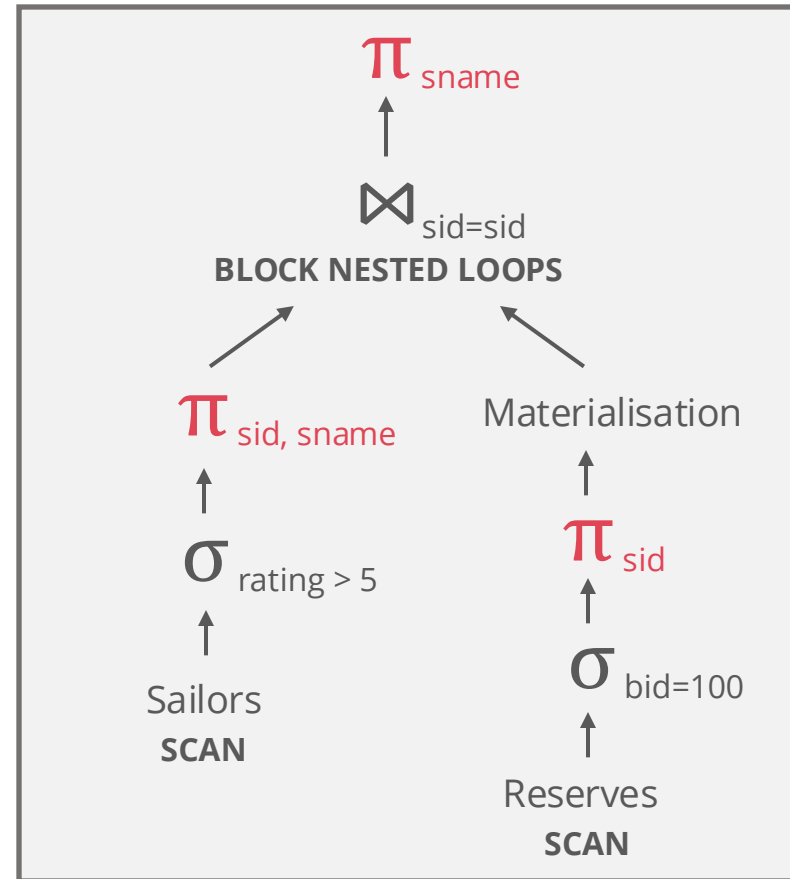 π sname
⋈ sid=sid
BLOCK NESTED LOOPS
π sid, sname
σ rating > 5
Sailors
SCAN
Materialisation
π sid
σ bid=100
Reserves
SCAN